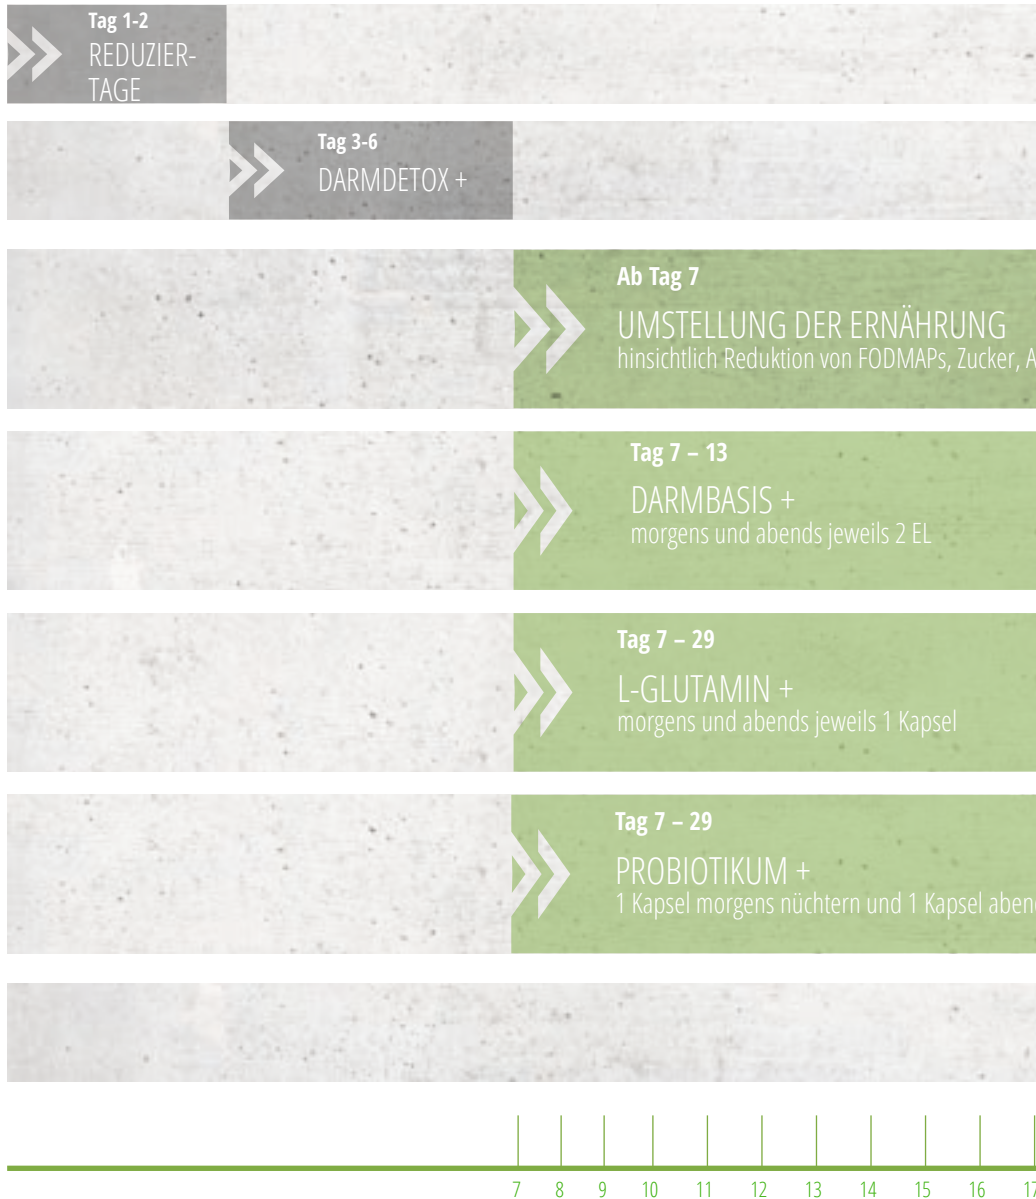 Tag 1-2
REDUZIER-
TAGE
Tag 3-6
DARMDETOX +
Ab Tag 7
UMSTELLUNG DER ERNÄHRUNG
hinsichtlich Reduktion von FODMAPs, Zucker, A
Tag 7 – 13
DARMBASIS +
morgens und abends jeweils 2 EL
Tag 7 – 29
L-GLUTAMIN +
morgens und abends jeweils 1 Kapsel
Tag 7 – 29
PROBIOTIKUM +
1 Kapsel morgens nüchtern und 1 Kapsel aben
7 8 9 10 11 12 13 14 15 16 17